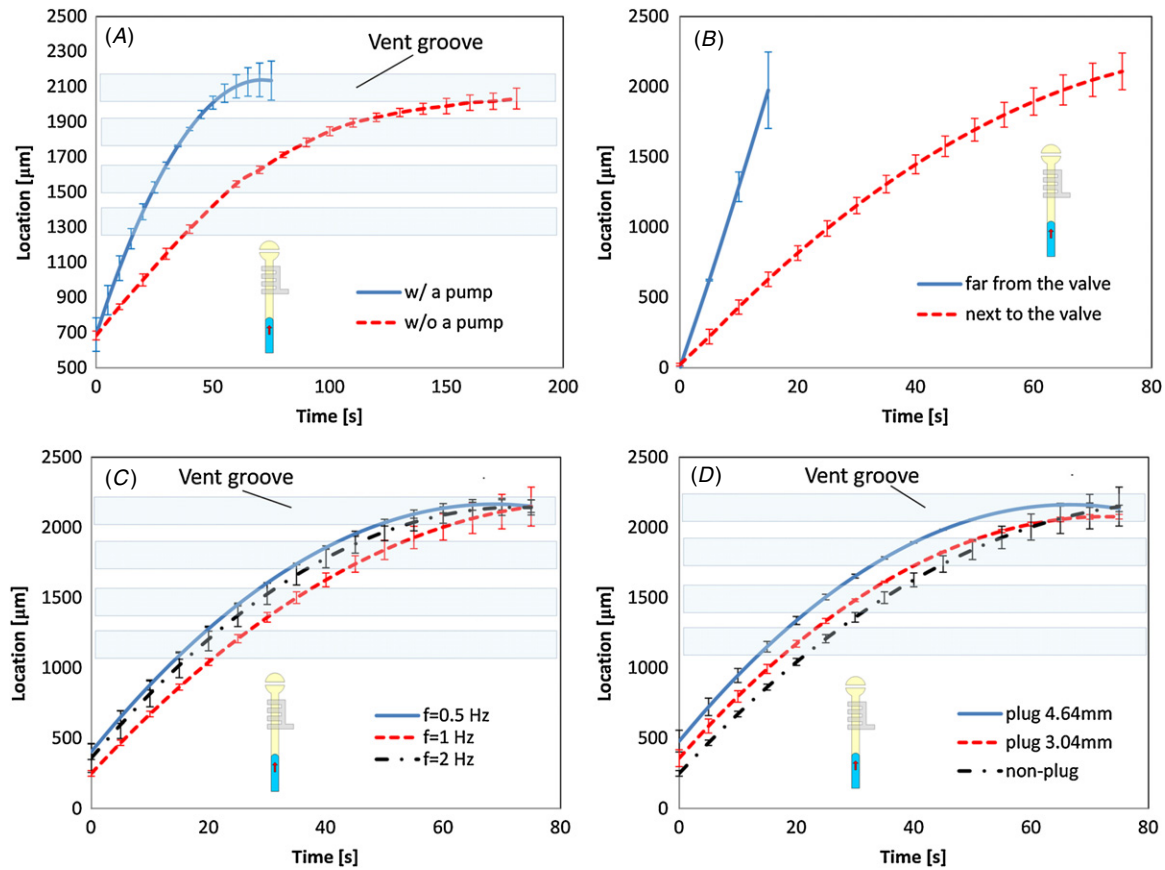 (A)
Vent groove
2500
2300
2100
1900
1700
1500
1300
1100
900
700
500
Location [µm]
w/ a pump
w/o a pump
0
50
100
150
200
Time [s]
(B)
2500
2000
1500
1000
500
0
Location [µm]
far from the valve
next to the valve
0
20
40
60
80
Time [s]
(C)
Vent groove
2500
2000
1500
1000
500
0
Location [µm]
f=0.5 Hz
f=1 Hz
f=2 Hz
0
20
40
60
80
Time [s]
(D)
Vent groove
2500
2000
1500
1000
500
0
Location [µm]
plug 4.64mm
plug 3.04mm
non-plug
0
20
40
60
80
Time [s]